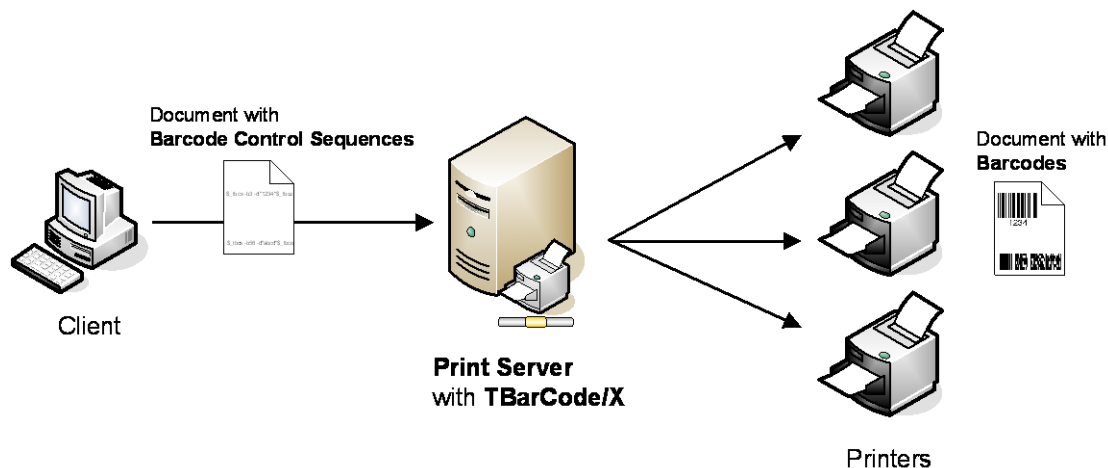 Document with
Barcode Control Sequences
Client
Print Server
with TBarCode/X
Document with
Barcodes
1234
Printers